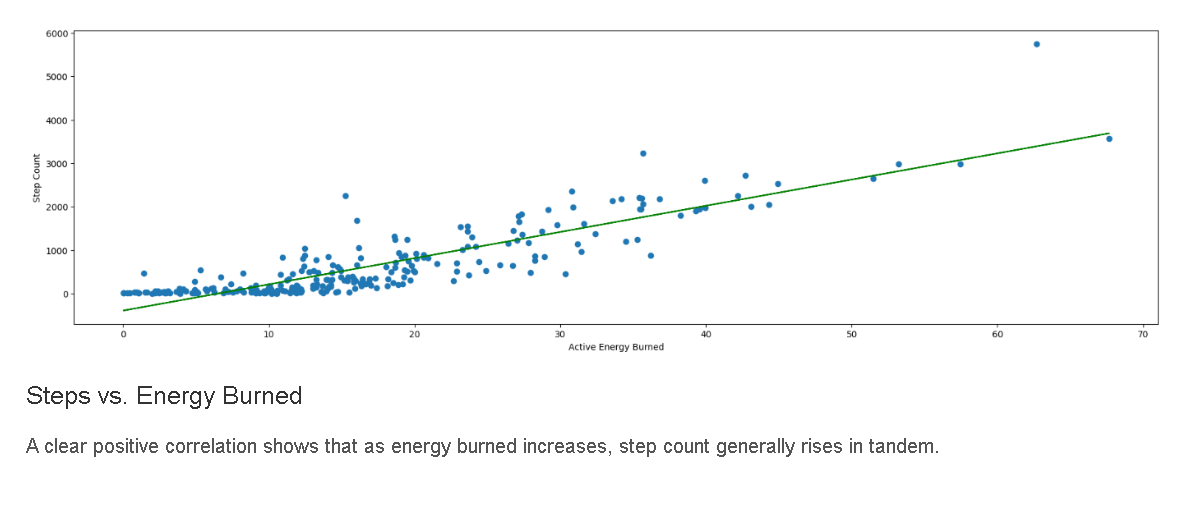 6000
5000
4000
3000
2000
1000
0
Step Count
0 10 20 30 40 50 60 70
Active Energy Burned
Steps vs. Energy Burned
A clear positive correlation shows that as energy burned increases, step count generally rises in tandem.